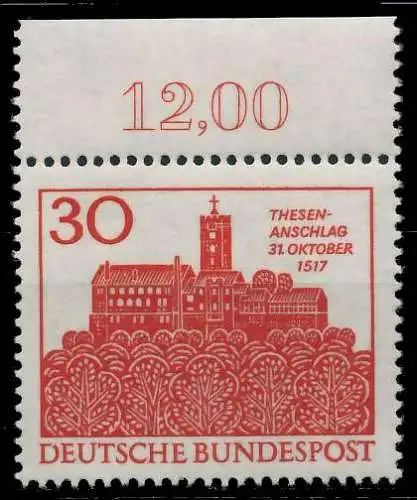 12,00
30
THESEN-
ANSCHLAG
31. OKTOBER
1517
DEUTSCHE BUNDESPOST